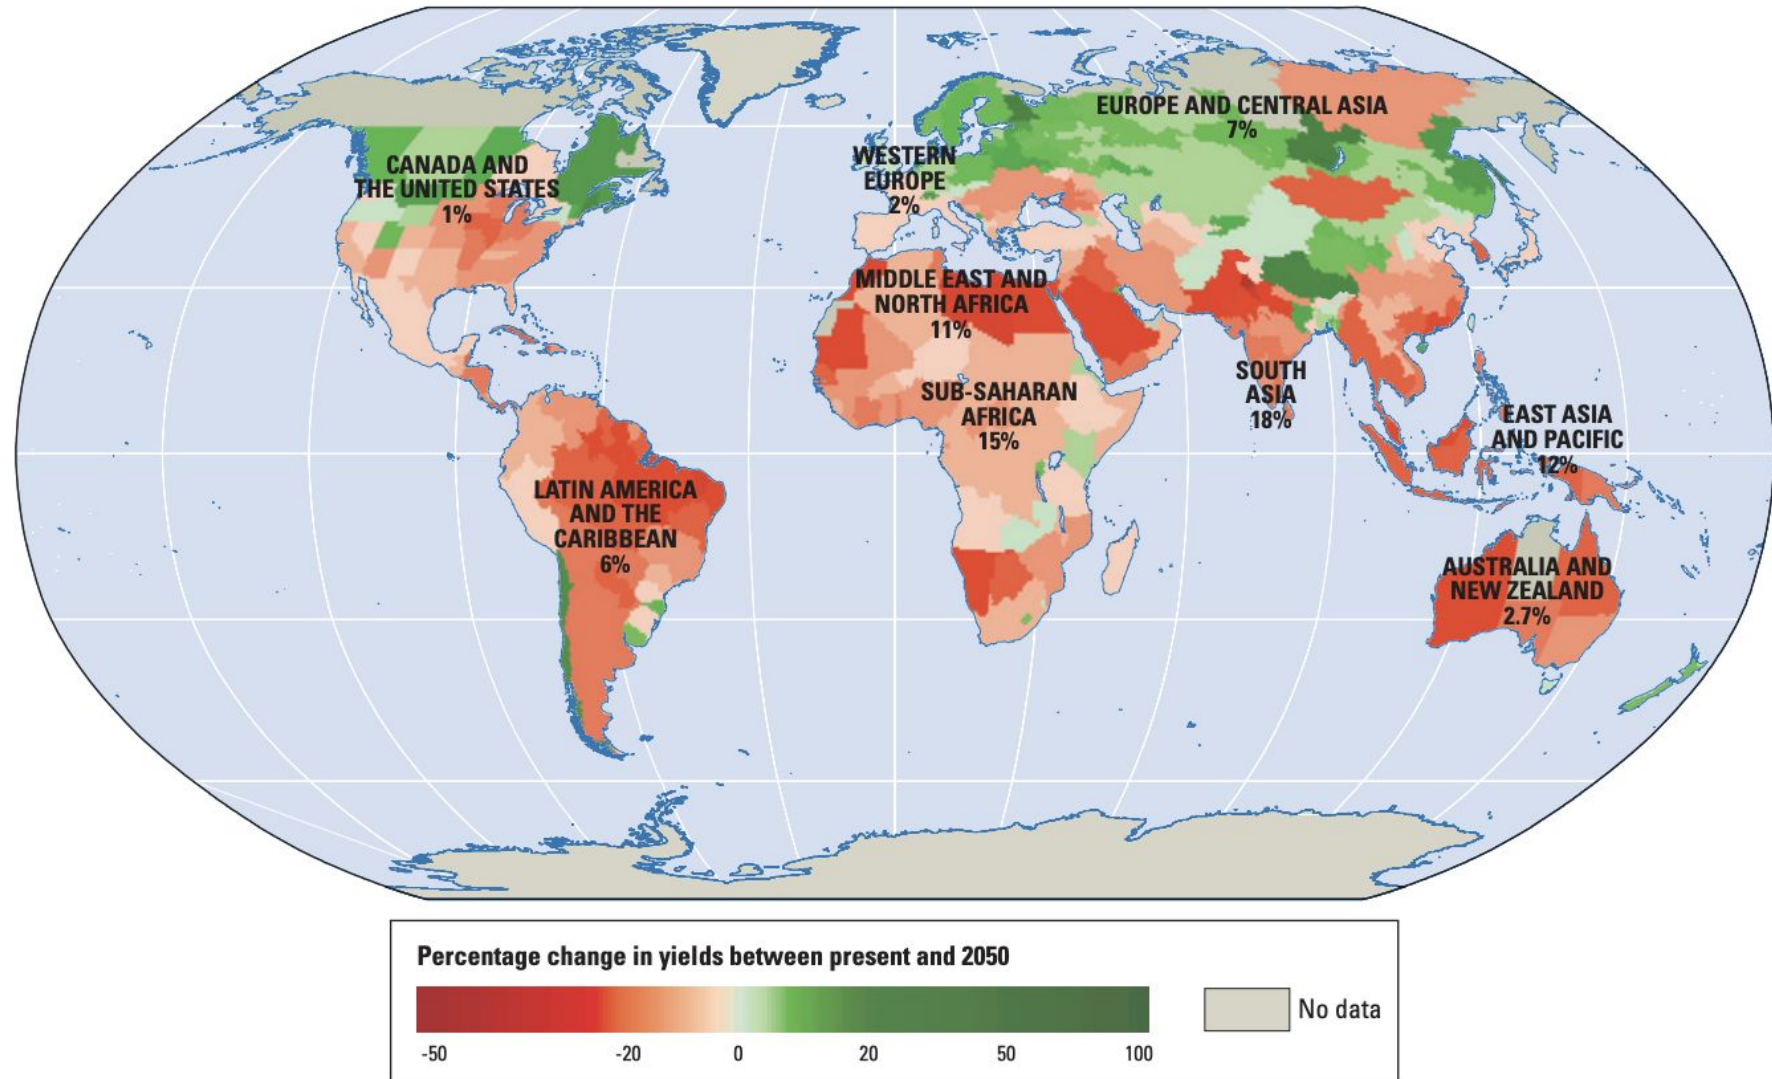 EUROPE AND CENTRAL ASIA
7%
CANADA AND
THE UNITED STATES
1%
WESTERN
EUROPE
2%
MIDDLE EAST AND
NORTH AFRICA
11%
SUB-SAHARAN
AFRICA
15%
SOUTH
ASIA
18%
EAST ASIA
AND PACIFIC
12%
LATIN AMERICA
AND THE
CARIBBEAN
6%
AUSTRALIA AND
NEW ZEALAND
2.7%
Percentage change in yields between present and 2050
No data
-50 -20 0 20 50 100